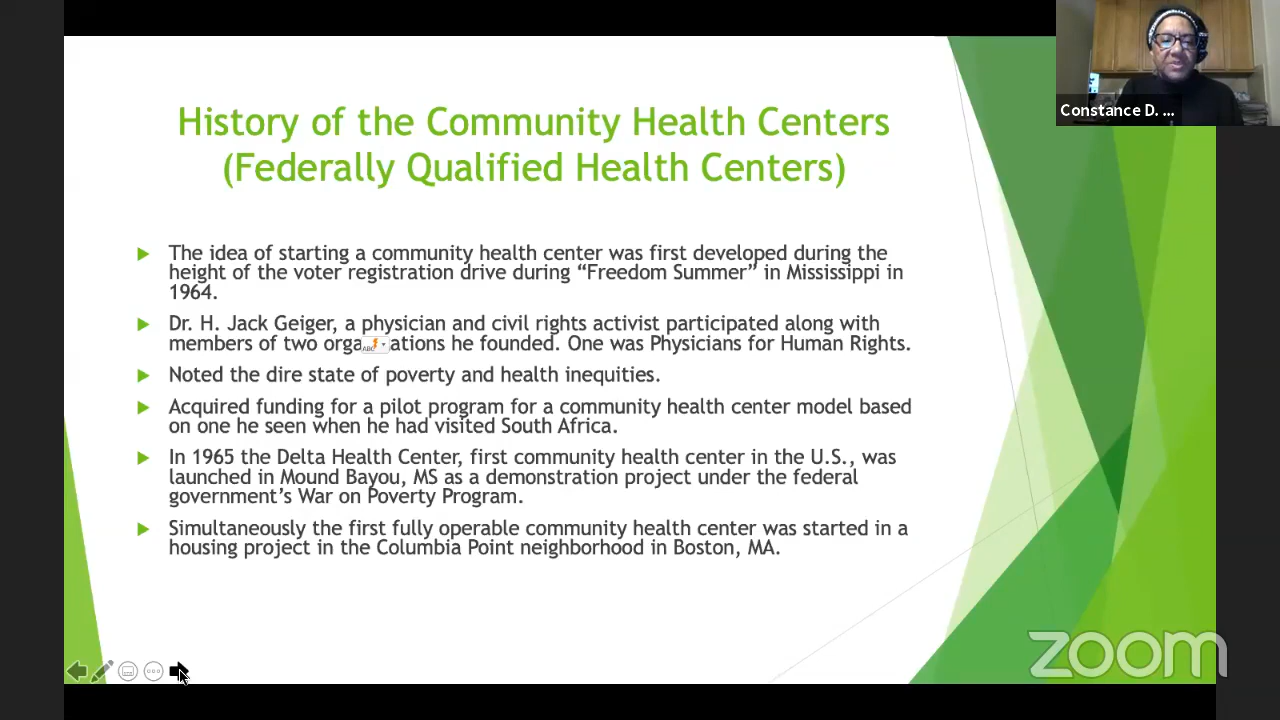 History of the Community Health Centers
(Federally Qualified Health Centers)
The idea of starting a community health center was first developed during the
height of the voter registration drive during “Freedom Summer” in Mississippi in
1964.
Dr. H. Jack Geiger, a physician and civil rights activist participated along with
members of two orga ations he founded. One was Physicians for Human Rights.
Noted the dire state of poverty and health inequities.
Acquired funding for a pilot program for a community health center model based
on one he seen when he had visited South Africa.
In 1965 the Delta Health Center, first community health center in the U.S., was
launched in Mound Bayou, MS as a demonstration project under the federal
government’s War on Poverty Program.
Simultaneously the first fully operable community health center was started in a
housing project in the Columbia Point neighborhood in Boston, MA.
Constance D. ...
ABC
zoom